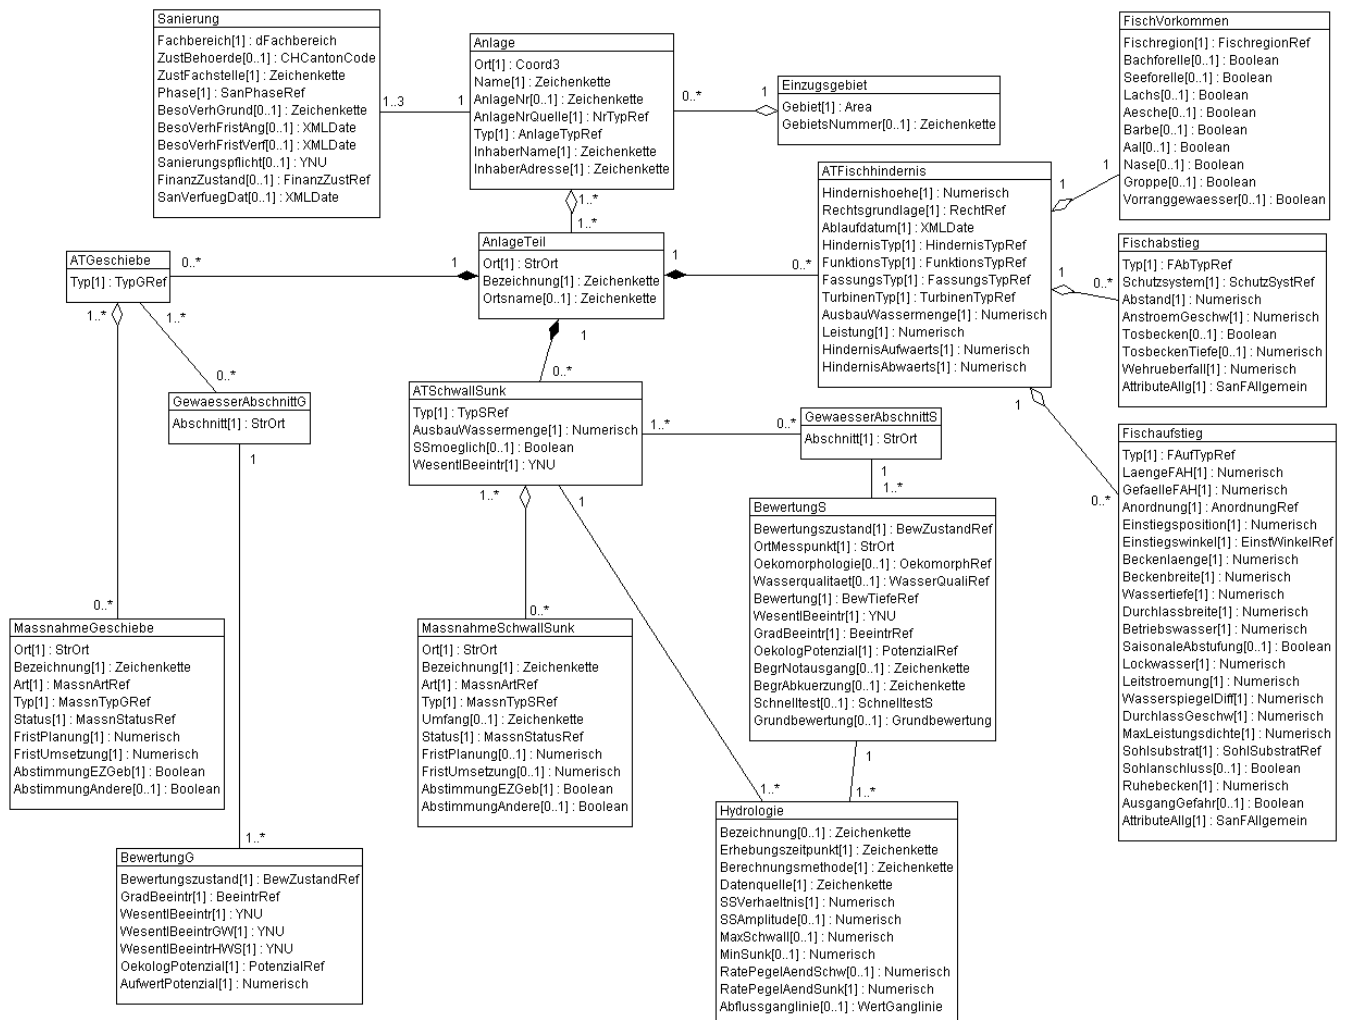 Sanierung
Fachbereich[1] : dFachbereich
ZustBehoerde[0..1] : CHCantonCode
ZustFachstelle[1] : Zeichenkette
Phase[1] : SanPhaseRef
BesoVerhGrund[0..1] : Zeichenkette
BesoVerhFristAng[0..1] : XMLDate
BesoVerhFristVerf[0..1] : XMLDate
Sanierungspflicht[0..1] : YNU
FinanzZustand[0..1] : FinanzZustRef
SanVerfuegDat[0..1] : XMLDate
1..3
1
Anlage
Ort[1] : Coord3
Name[1] : Zeichenkette
AnlageNr[0..1] : Zeichenkette
AnlageNrQuelle[1] : NrTypRef
Typ[1] : AnlageTypRef
InhaberName[1] : Zeichenkette
InhaberAdresse[1] : Zeichenkette
0..*
1
Einzugsgebiet
Gebiet[1] : Area
GebietsNummer[0..1] : Zeichenkette
1..*
1..*
FischVorkommen
Fischregion[1] : FischregionRef
Bachforelle[0..1] : Boolean
Seeforelle[0..1] : Boolean
Lachs[0..1] : Boolean
Aesche[0..1] : Boolean
Barbe[0..1] : Boolean
Aal[0..1] : Boolean
Nase[0..1] : Boolean
Groppe[0..1] : Boolean
Vorranggewaesser[0..1] : Boolean
ATFischhindernis
Hindernishoehe[1] : Numerisch
Rechtsgrundlage[1] : RechtRef
Ablaufdatum[1] : XMLDate
HindernisTyp[1] : HindernisTypRef
FunktionsTyp[1] : FunktionsTypRef
FassungsTyp[1] : FassungsTypRef
TurbinenTyp[1] : TurbinenTypRef
AusbauWassermenge[1] : Numerisch
Leistung[1] : Numerisch
HindernisAufwaerts[1] : Numerisch
HindernisAbwaerts[1] : Numerisch
1
1
1
0..*
1
0..*
Fischabstieg
Typ[1] : FAbTypRef
Schutzsystem[1] : SchutzSystRef
Abstand[1] : Numerisch
AnstroemGeschw[1] : Numerisch
Tosbecken[0..1] : Boolean
TosbeckenTiefe[0..1] : Numerisch
Wehrueberfall[1] : Numerisch
AttributeAllg[1] : SanFAllgemein
AnlageTeil
Ort[1] : StrOrt
Bezeichnung[1] : Zeichenkette
Ortsname[0..1] : Zeichenkette
1
0..*
1
0..*
1
0..*
ATGeschiebe
Typ[1] : TypGRef
1..*
1..*
0..*
0..*
GewaesserAbschnittG
Abschnitt[1] : StrOrt
1
1..*
ATSchwallSunk
Typ[1] : TypSRef
AusbauWassermenge[1] : Numerisch
SSmoeglich[0..1] : Boolean
WesentlBeeintr[1] : YNU
1..*
0..*
1..*
0..*
1
1..*
GewaesserAbschnittS
Abschnitt[1] : StrOrt
1
1..*
Fischaufstieg
Typ[1] : FAufTypRef
LaengeFAH[1] : Numerisch
GefaelleFAH[1] : Numerisch
Anordnung[1] : AnordnungRef
Einstiegsposition[1] : Numerisch
Einstiegswinkel[1] : EinstWinkelRef
Beckenlaenge[1] : Numerisch
Beckenbreite[1] : Numerisch
Wassertiefe[1] : Numerisch
Durchlassbreite[1] : Numerisch
Betriebswasser[1] : Numerisch
SaisonaleAbstufung[0..1] : Boolean
Lockwasser[1] : Numerisch
Leitstroemung[1] : Numerisch
WasserspiegelDiff[1] : Numerisch
DurchlassGeschw[1] : Numerisch
MaxLeistungsdichte[1] : Numerisch
Sohlsubstrat[1] : SohlSubstratRef
Sohlanschluss[0..1] : Boolean
Ruhebecken[1] : Numerisch
AusgangGefahr[0..1] : Boolean
AttributeAllg[1] : SanFAllgemein
BewertungS
Bewertungszustand[1] : BewZustandRef
OrtMesspunkt[1] : StrOrt
Oekomorphologie[0..1] : OekomorphRef
Wasserqualitaet[0..1] : WasserQualiRef
Bewertung[1] : BewTiefeRef
WesentlBeeintr[1] : YNU
GradBeeintr[1] : BeeintrRef
OekologPotenzial[1] : PotenzialRef
BegrNotausgang[0..1] : Zeichenkette
BegrAbkuerzung[0..1] : Zeichenkette
Schnelltest[0..1] : SchnelltestS
Grundbewertung[0..1] : Grundbewertung
1
1..*
MassnahmeGeschiebe
Ort[1] : StrOrt
Bezeichnung[1] : Zeichenkette
Art[1] : MassnArtRef
Typ[1] : MassnTypGRef
Status[1] : MassnStatusRef
FristPlanung[1] : Numerisch
FristUmsetzung[1] : Numerisch
AbstimmungEZGeb[1] : Boolean
AbstimmungAndere[0..1] : Boolean
MassnahmeSchwallSunk
Ort[1] : StrOrt
Bezeichnung[1] : Zeichenkette
Art[1] : MassnArtRef
Typ[1] : MassnTypSRef
Umfang[0..1] : Zeichenkette
Status[1] : MassnStatusRef
FristPlanung[0..1] : Numerisch
FristUmsetzung[0..1] : Numerisch
AbstimmungEZGeb[1] : Boolean
AbstimmungAndere[0..1] : Boolean
Hydrologie
Bezeichnung[0..1] : Zeichenkette
Erhebungszeitpunkt[1] : Zeichenkette
Berechnungsmethode[1] : Zeichenkette
Datenquelle[1] : Zeichenkette
SSVerhaeltnis[1] : Numerisch
SSAmplitude[0..1] : Numerisch
MaxSchwall[0..1] : Numerisch
MinSunk[0..1] : Numerisch
RatePegelAendSchw[0..1] : Numerisch
RatePegelAendSunk[1] : Numerisch
Abflussganglinie[0..1] : WertGanglinie
BewertungG
Bewertungszustand[1] : BewZustandRef
GradBeeintr[1] : BeeintrRef
WesentlBeeintr[1] : YNU
WesentlBeeintrGW[1] : YNU
WesentlBeeintrHWS[1] : YNU
OekologPotenzial[1] : PotenzialRef
AufwertPotenzial[1] : Numerisch